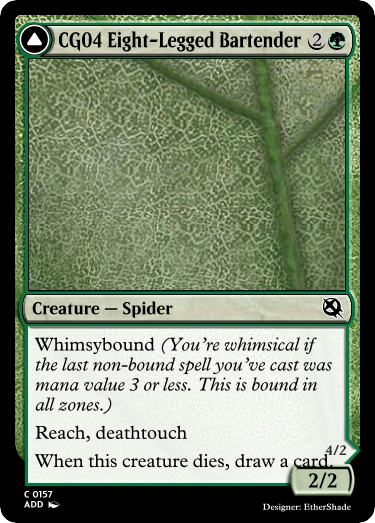 CG04 Eight-Legged Bartender 2
Creature — Spider
Whimsybound (You're whimsical if
the last non-bound spell you've cast was
mana value 3 or less. This is bound in
all zones.)
Reach, deathtouch
When this creature dies, draw a card.
4/2
2/2
C 0157
ADD
Designer: EtherShade